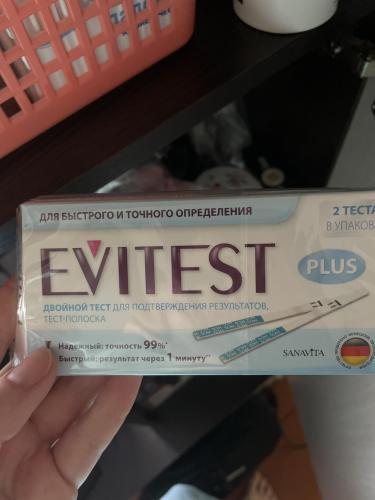 ДЛЯ БЫСТРОГО И ТОЧНОГО ОПРЕДЕЛЕНИЯ
2 ТЕСТА
В УПАКОВ
EVITEST
PLUS
ДВОЙНОЙ ТЕСТ ДЛЯ ПОДТВЕРЖДЕНИЯ РЕЗУЛЬТАТОВ,
ТЕСТ-ПОЛОСКА
Надежный: точность 99%*
Быстрый: результат через 1 минуту**
SANAVITA